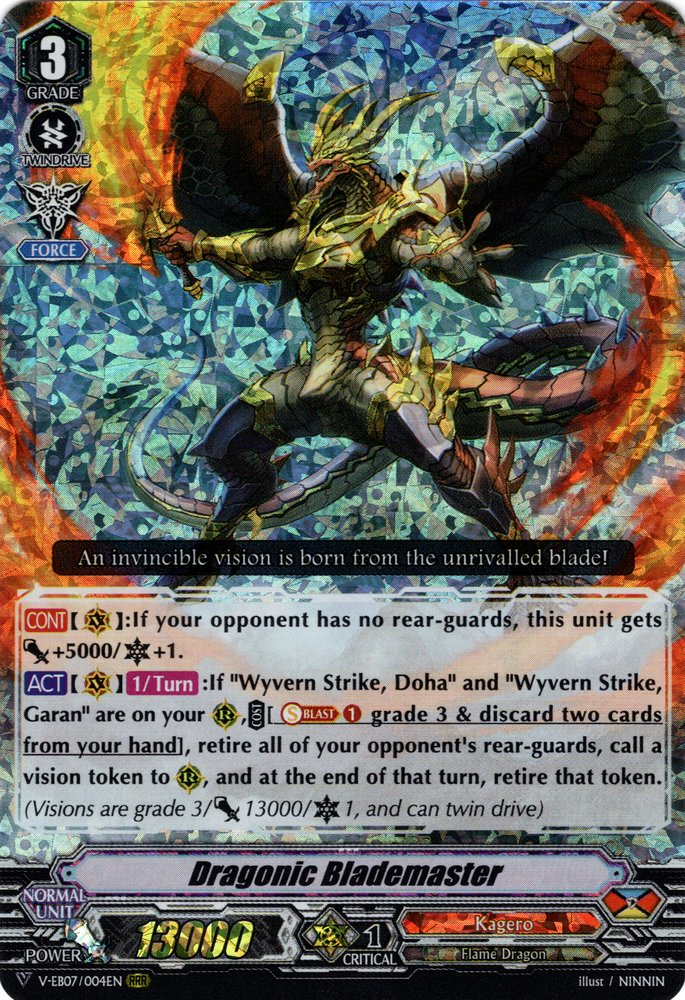 3
GRADE
TWINDRIVE
FORCE
An invincible vision is born from the unrivalled blade!
CONT【 V 】:If your opponent has no rear-guards, this unit gets
+5000/ +1.
ACT【 V 】1/Turn :If "Wyvern Strike, Doha" and "Wyvern Strike,
Garan" are on your R, COST [ S BLAST 1 grade 3 & discard two cards
from your hand], retire all of your opponent's rear-guards, call a
vision token to R, and at the end of that turn, retire that token.
(Visions are grade 3/ 13000/ 1, and can twin drive)
Dragonic Blademaster
NORMAL
UNIT
POWER 13000 1 CRITICAL
Kagero
Flame Dragon
V-EB07/004EN RRR
illust / NINNIN